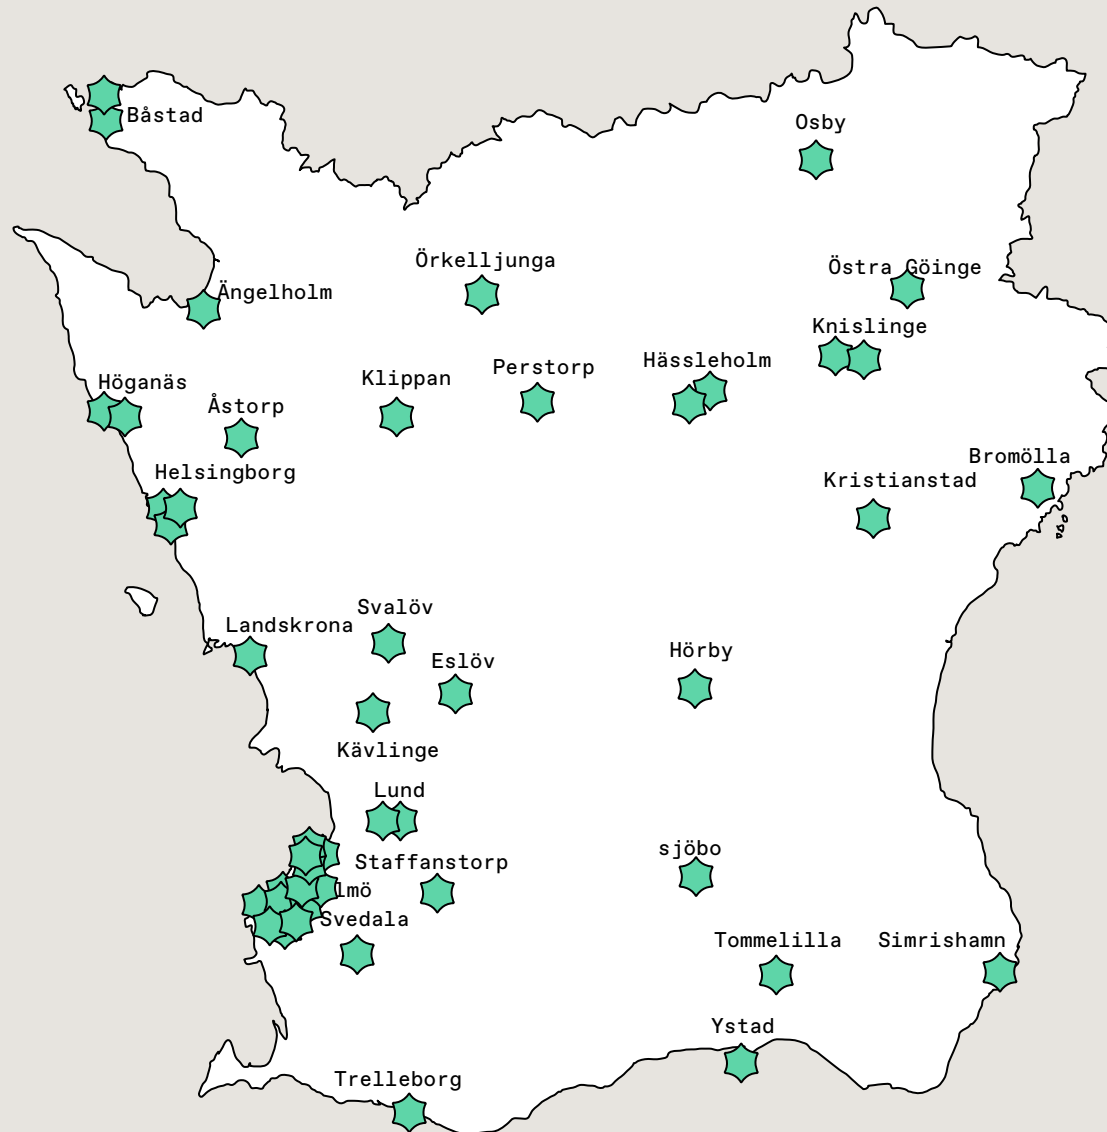 Båstad
Osby
Örkelljunga
Östra Göinge
Ängelholm
Knislinge
Hässleholm
Perstorp
Klippan
Höganäs
Åstorp
Bromölla
Helsingborg
Kristianstad
Svalöv
Landskrona
Hörby
Eslöv
Kävlinge
Lund
sjöbo
Staffanstorp
lmö
Svedala
Tommelilla
Simrishamn
Ystad
Trelleborg